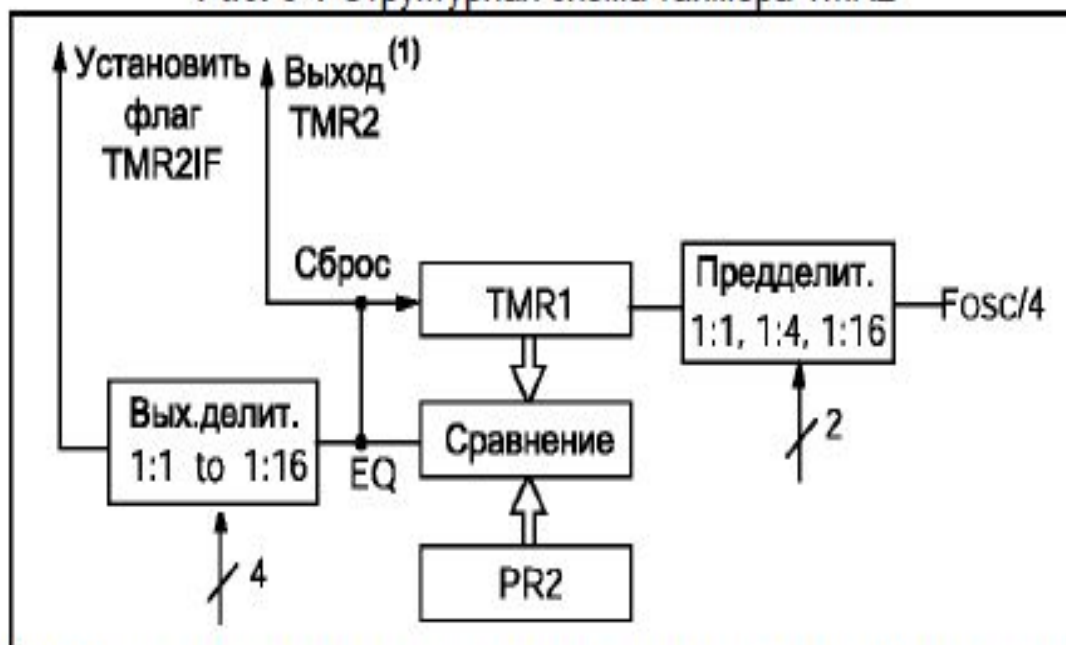 Установить
флаг
TMR2IF
Выход(1)
TMR2
Сброс
TMR1
Предделит.
1:1, 1:4, 1:16
Fosc/4
2
Вых.делит.
1:1 to 1:16
EQ
Сравнение
4
PR2